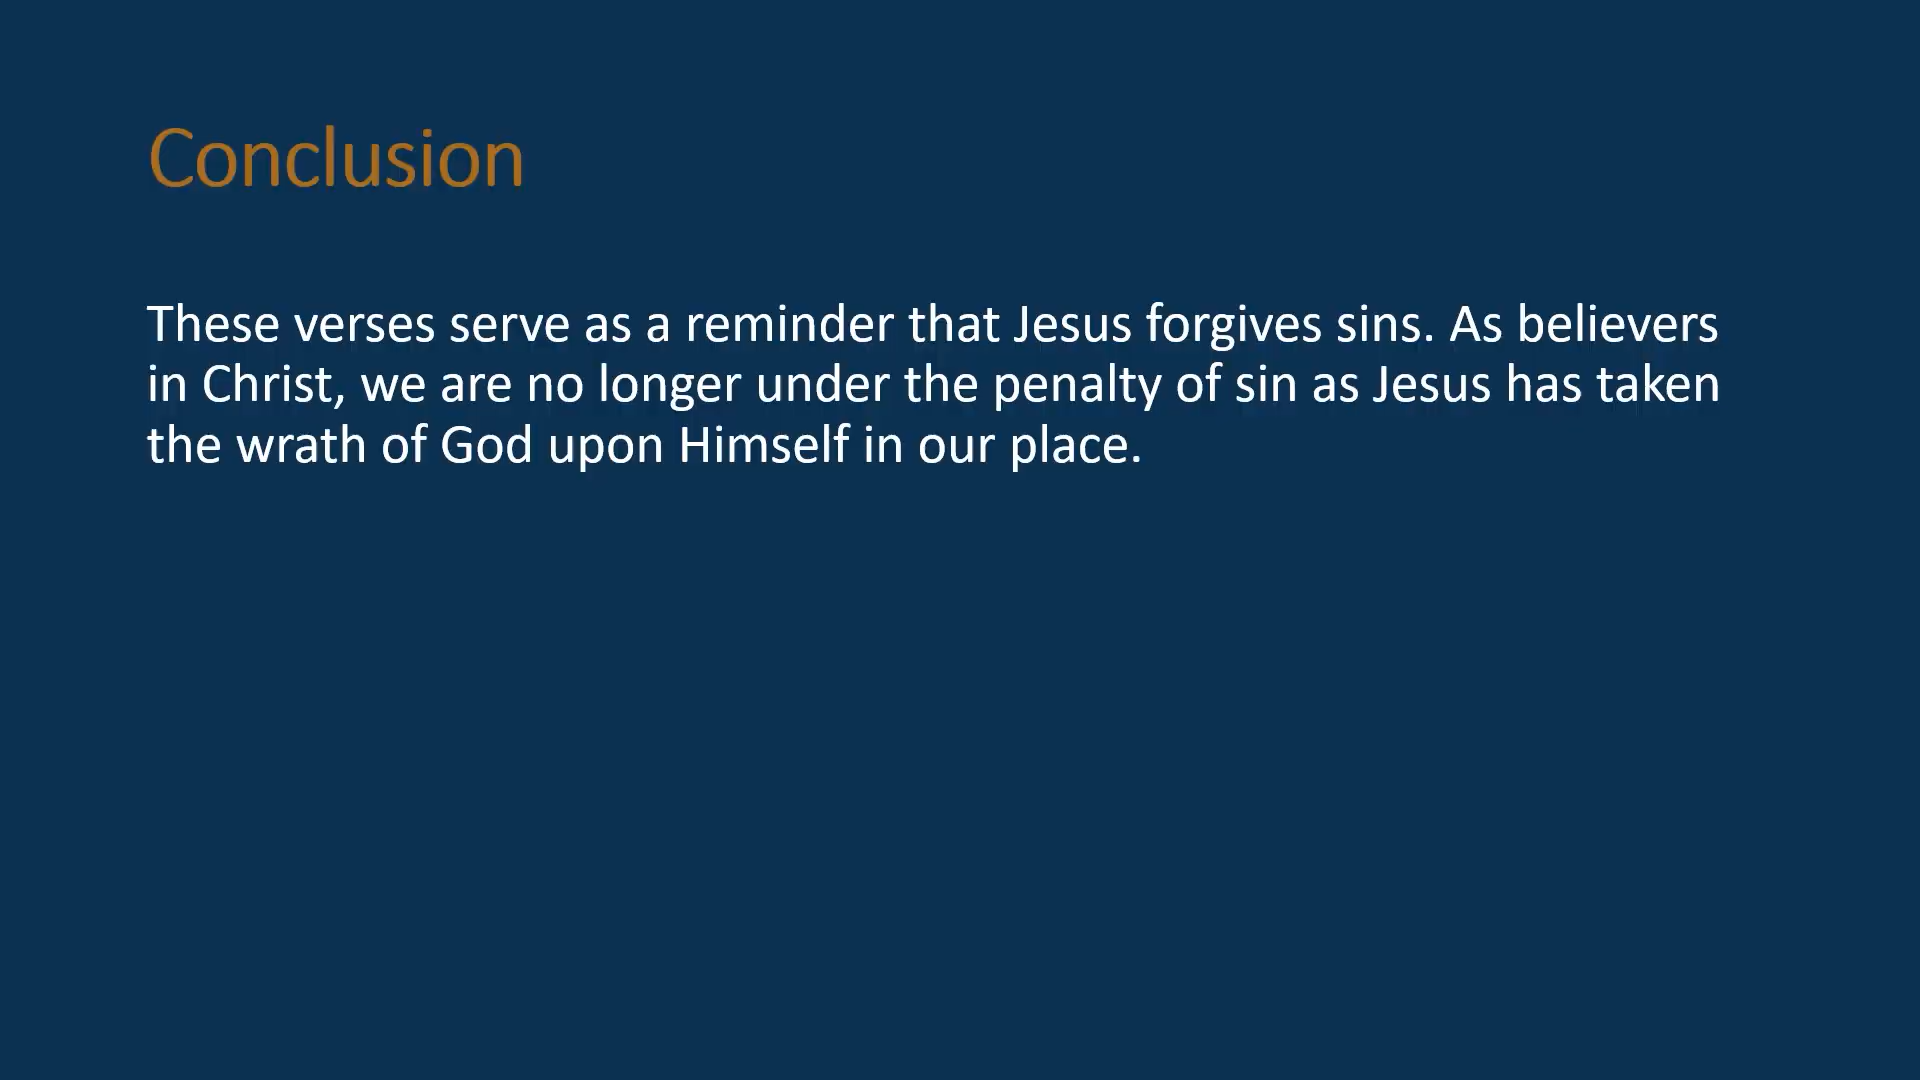 Conclusion
These verses serve as a reminder that Jesus forgives sins. As believers
in Christ, we are no longer under the penalty of sin as Jesus has taken
the wrath of God upon Himself in our place.